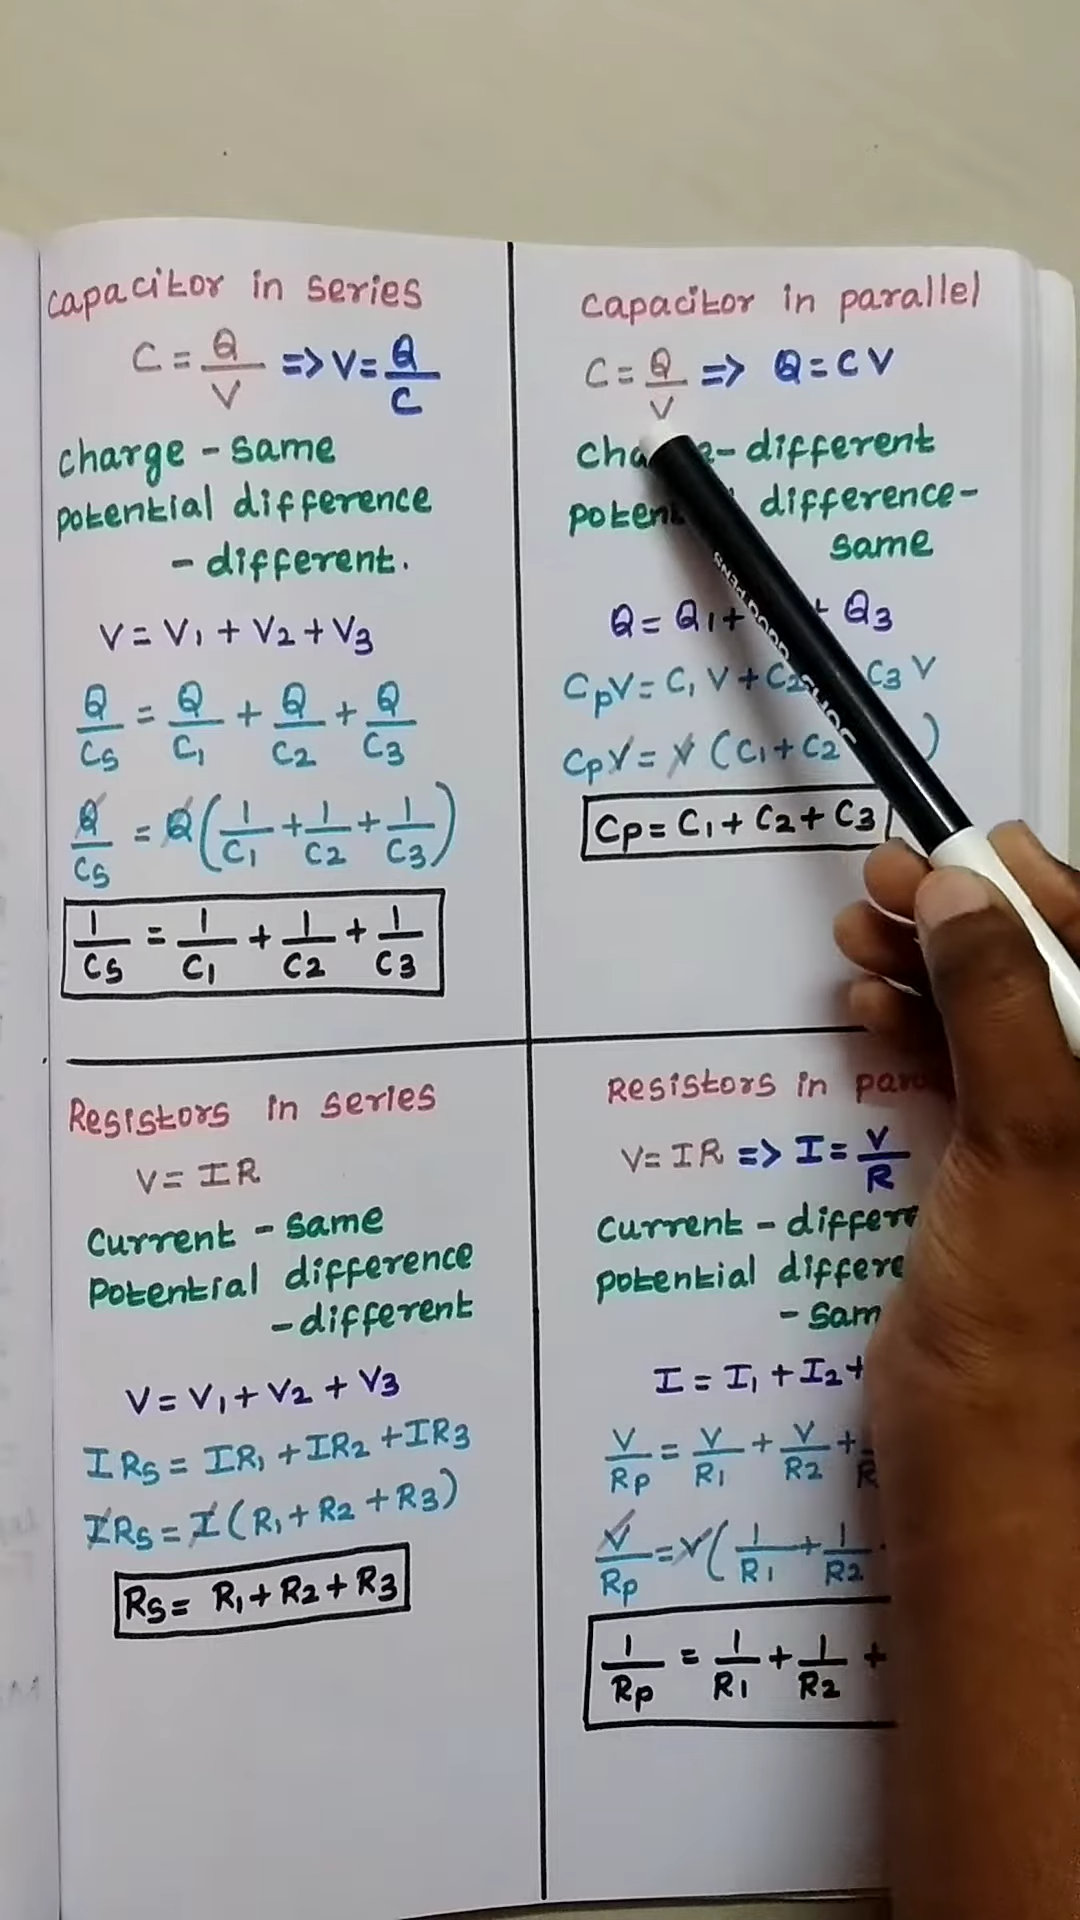 Capacitor in series
C = Q/V => V = Q/C
Charge - same
potential difference
- different.
V = V1 + V2 + V3
Q/Cs = Q/C1 + Q/C2 + Q/C3
Q/Cs = Q (1/C1 + 1/C2 + 1/C3)
1/Cs = 1/C1 + 1/C2 + 1/C3
Capacitor in parallel
C = Q/V => Q = CV
- different
difference -
same
Q = Q1 + + Q3
CpV = C1 V + C2 C3 V
CpV = V (C1 + C2 )
Cp = C1 + C2 + C3
Resistors in series
V = IR
Current - same
Potential difference
- different
V = V1 + V2 + V3
IRs = IR1 + IR2 + IR3
IRs = I (R1 + R2 + R3)
Rs = R1 + R2 + R3
Resistors in
V = IR => I = V/R
Current -
potential
-
I = I1 + I2 +
V/Rp = V/R1 + V/R2 +
V/Rp = V (1/R1 + 1/R2
1/Rp = 1/R1 + 1/R2 +